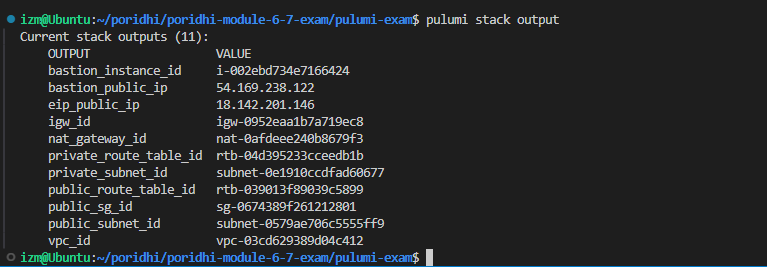 izm@Ubuntu:~/poridhi/poridhi-module-6-7-exam/pulumi-exam$ pulumi stack output
Current stack outputs (11):
OUTPUT VALUE
bastion_instance_id i-002ebd734e7166424
bastion_public_ip 54.169.238.122
eip_public_ip 18.142.201.146
igw_id igw-0952eaa1b7a719ec8
nat_gateway_id nat-0afdeee240b8679f3
private_route_table_id rtb-04d395233cceedb1b
private_subnet_id subnet-0e1910ccdfad60677
public_route_table_id rtb-039013f89039c5899
public_sg_id sg-0674389f261212801
public_subnet_id subnet-0579ae706c5555ff9
vpc_id vpc-03cd629389d04c412
izm@Ubuntu:~/poridhi/poridhi-module-6-7-exam/pulumi-exam$